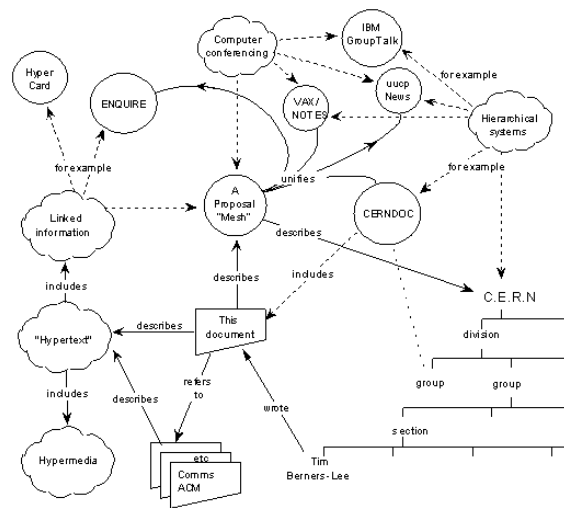 IBM
GroupTalk
Computer
conferencing
Hyper
Card
for example
ENQUIRE
VAX/
NOTES
uucp
News
Hierarchical
systems
for example
unifies
for example
A
Proposal
"Mesh"
Linked
information
CERNDOC
describes
describes
includes
C.E.R.N
includes
This
document
describes
"Hypertext"
division
refers
to
describes
group
group
includes
wrote
section
etc
Hypermedia
Comms
ACM
Tim
Berners-Lee